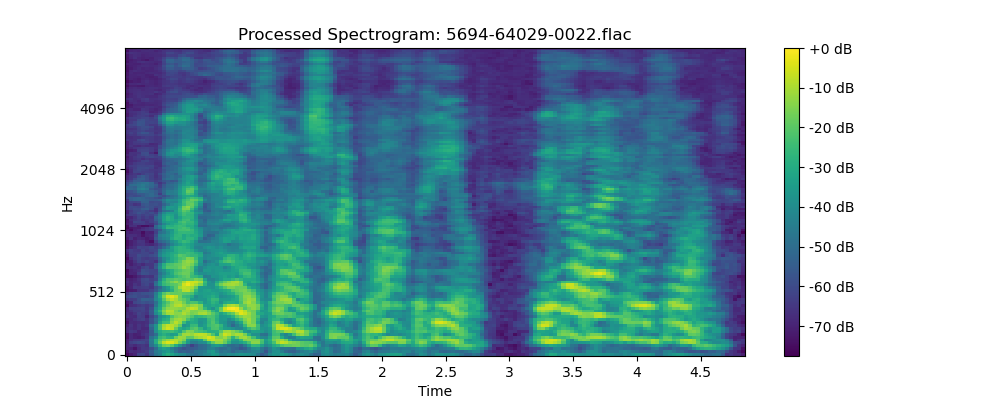 Processed Spectrogram: 5694-64029-0022.flac
Hz
4096
2048
1024
512
0
0 0.5 1 1.5 2 2.5 3 3.5 4 4.5
Time
+0 dB
-10 dB
-20 dB
-30 dB
-40 dB
-50 dB
-60 dB
-70 dB